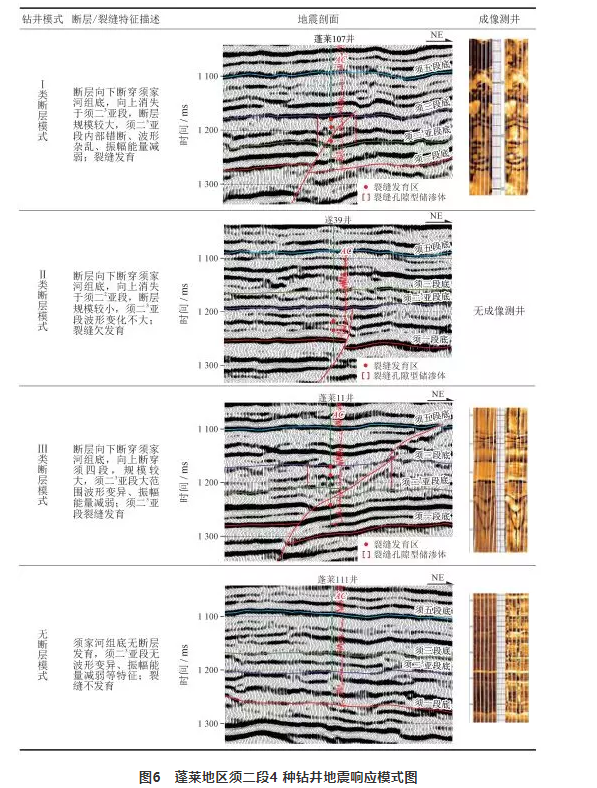 钻井模式 断层/裂缝特征描述 地震剖面 成像测井
Ⅰ类断层模式
断层向下断穿须家
河组底，向上消失
于须二¹亚段，断层
规模较大，须二¹亚
段内部错断、波形
杂乱、振幅能量减
弱；裂缝发育
时间 / ms
蓬莱107井
NE
AC
1 100
1 200
1 300
须五段底
须三段底
须二²亚段底
须一段底
裂缝发育区
[ ] 裂缝孔隙型储渗体
Ⅱ类断层模式
断层向下断穿须家
河组底，向上消失
于须二²亚段，断层
规模较小，须二¹亚
段波形变化不大；
裂缝欠发育
时间 / ms
遂39井
NE
AC
1 100
1 200
1 300
须五段底
须三段底
须二²亚段底
须一段底
裂缝发育区
[ ] 裂缝孔隙型储渗体
无成像测井
Ⅲ类断层模式
断层向下断穿须家
河组底，向上断穿
须四段，规模较
大，须二¹亚段大范
围波形变异、振幅
能量减弱；须二¹亚
段裂缝发育
时间 / ms
蓬莱11井
NE
AC
1 100
1 200
1 300
须五段底
须三段底
须二²亚段底
须一段底
裂缝发育区
[ ] 裂缝孔隙型储渗体
无断层模式
须家河组底无断层
发育，须二¹亚段无
波形变异、振幅能
量减弱等特征；裂
缝不发育
时间 / ms
蓬莱111井
NE
AC
1 100
1 200
1 300
须五段底
须三段底
须二²亚段底
须一段底
图6 蓬莱地区须二段4 种钻井地震响应模式图